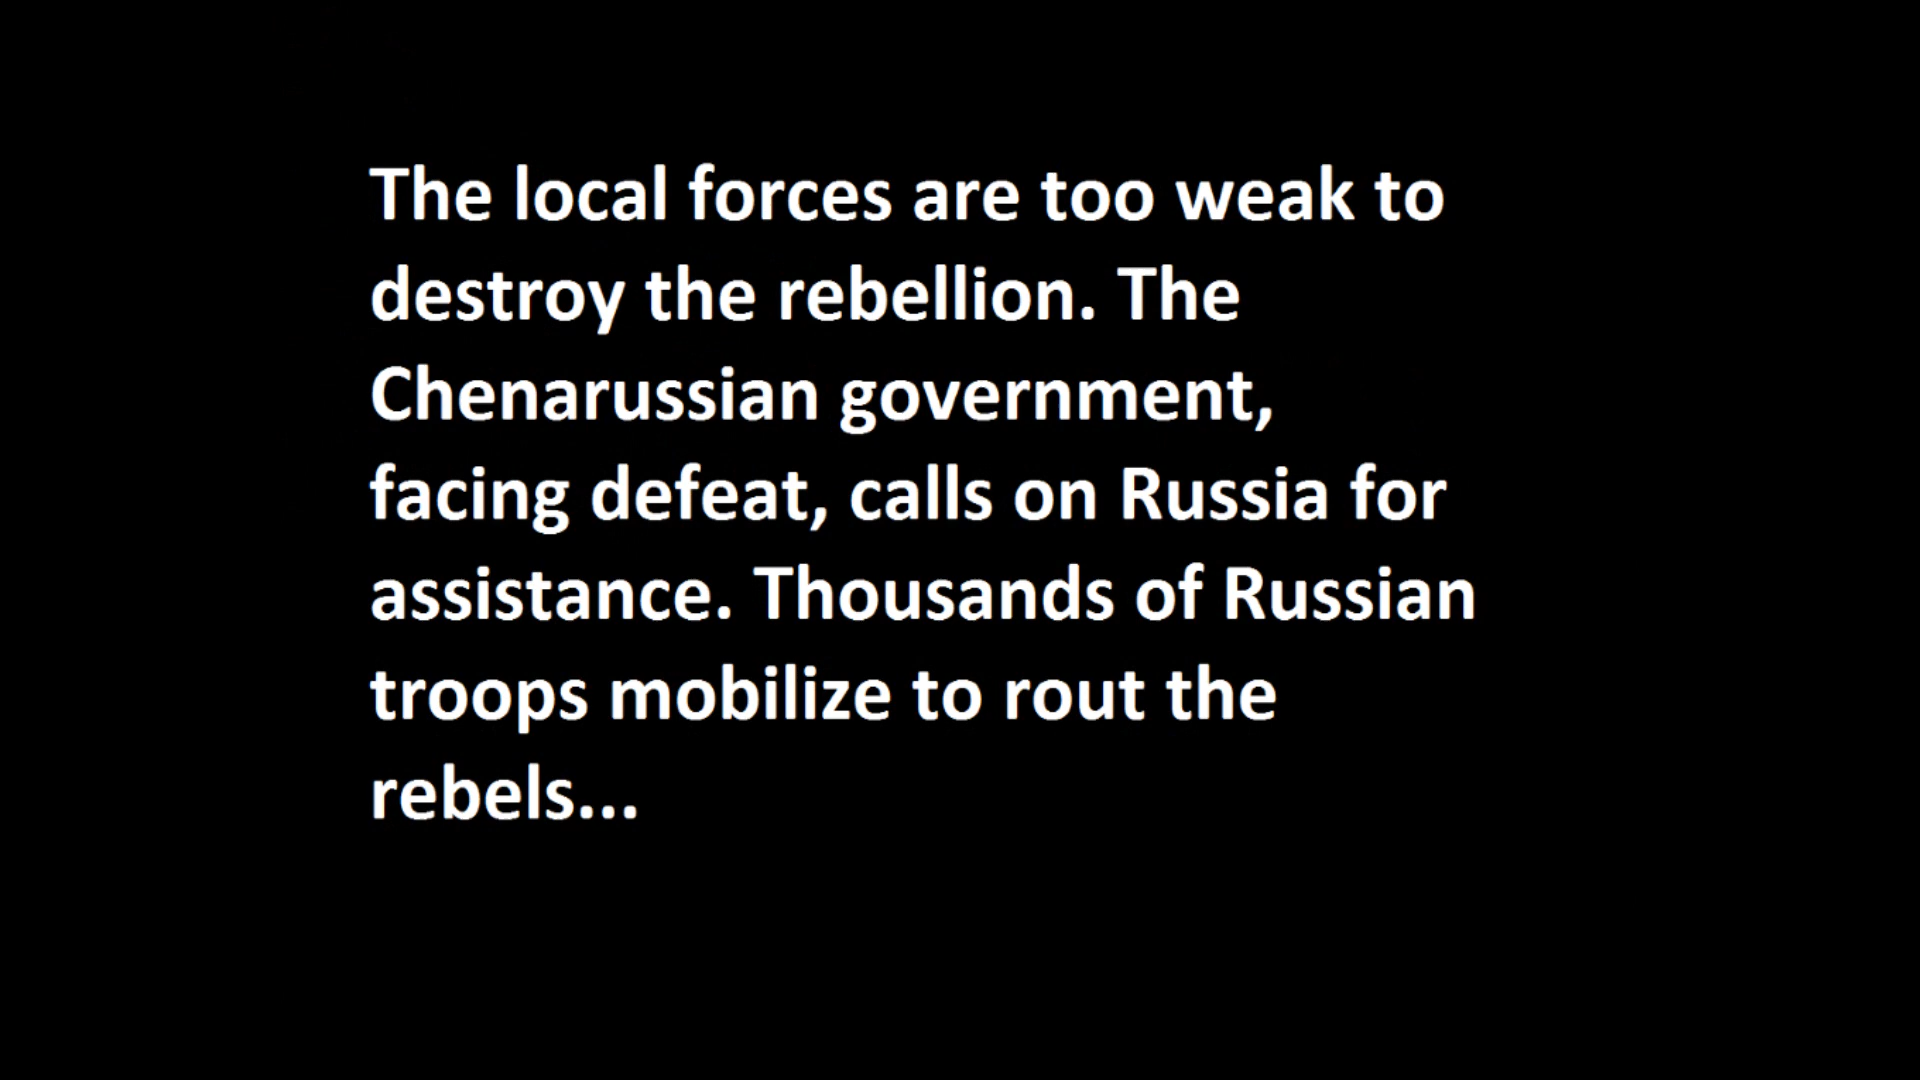 The local forces are too weak to
destroy the rebellion. The
Chenarussian government,
facing defeat, calls on Russia for
assistance. Thousands of Russian
troops mobilize to rout the
rebels...